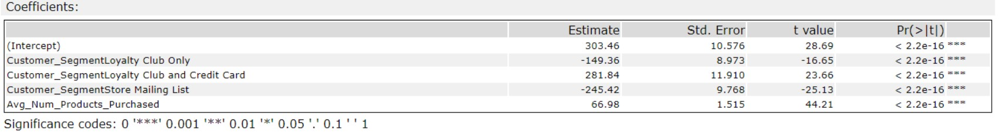 Coefficients:
Estimate Std. Error t value Pr(>|t|)
(Intercept) 303.46 10.576 28.69 < 2.2e-16 ***
Customer_SegmentLoyalty Club Only -149.36 8.973 -16.65 < 2.2e-16 ***
Customer_SegmentLoyalty Club and Credit Card 281.84 11.910 23.66 < 2.2e-16 ***
Customer_SegmentStore Mailing List -245.42 9.768 -25.13 < 2.2e-16 ***
Avg_Num_Products_Purchased 66.98 1.515 44.21 < 2.2e-16 ***
Significance codes: 0 '***' 0.001 '**' 0.01 '*' 0.05 '.' 0.1 ' ' 1